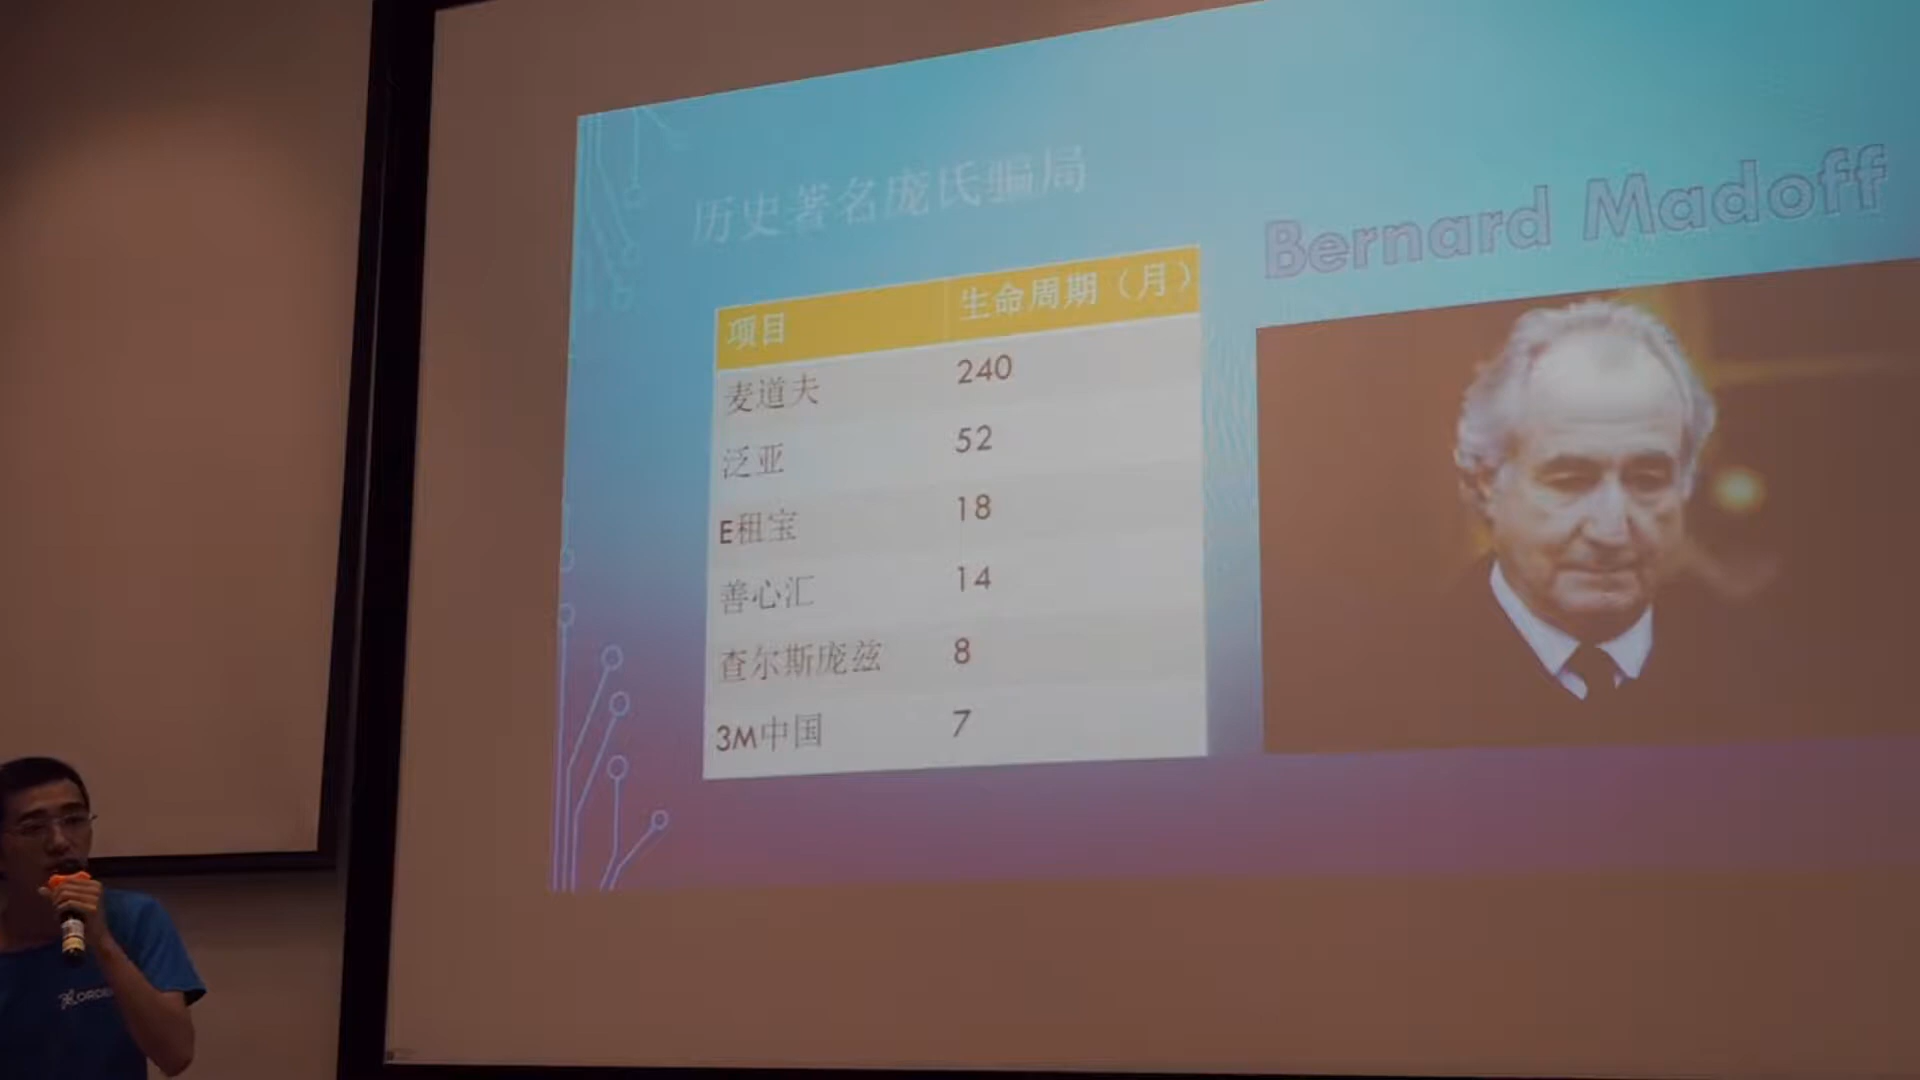 历史著名庞氏骗局
Bernard Madoff
项目 生命周期（月）
麦道夫 240
泛亚 52
E租宝 18
善心汇 14
查尔斯庞兹 8
3M中国 7